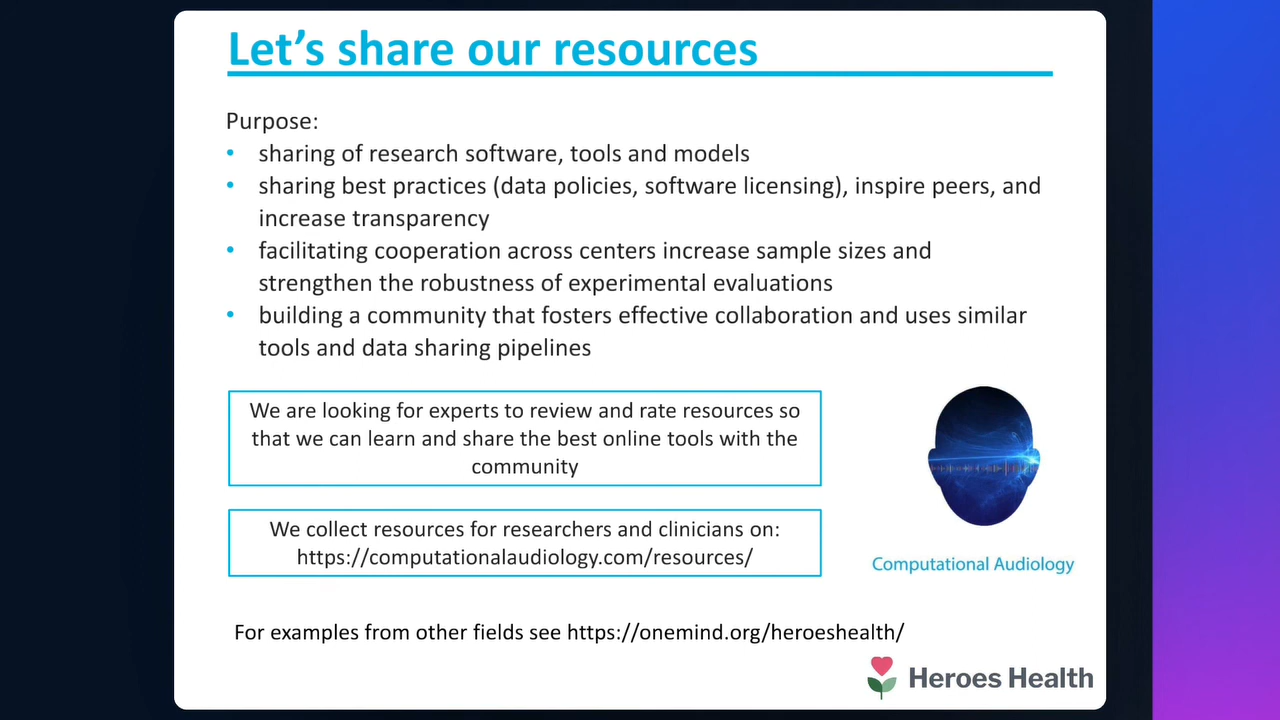 Let's share our resources
Purpose:
• sharing of research software, tools and models
• sharing best practices (data policies, software licensing), inspire peers, and
increase transparency
• facilitating cooperation across centers increase sample sizes and
strengthen the robustness of experimental evaluations
• building a community that fosters effective collaboration and uses similar
tools and data sharing pipelines
We are looking for experts to review and rate resources so
that we can learn and share the best online tools with the
community
We collect resources for researchers and clinicians on:
https://computationalaudiology.com/resources/
Computational Audiology
For examples from other fields see https://onemind.org/heroeshealth/
Heroes Health